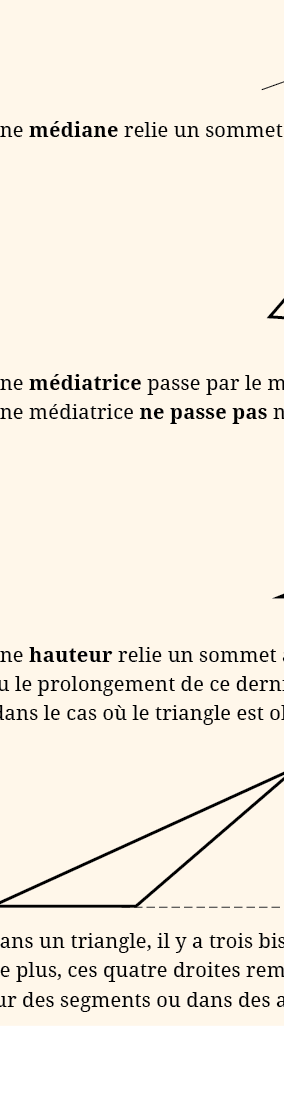 ne médiane relie un sommet
ne médiatrice passe par le m
ne médiatrice ne passe pas n
ne hauteur relie un sommet
u le prolongement de ce derni
dans le cas où le triangle est ol
ans un triangle, il y a trois bis
e plus, ces quatre droites rem
ur des segments ou dans des a